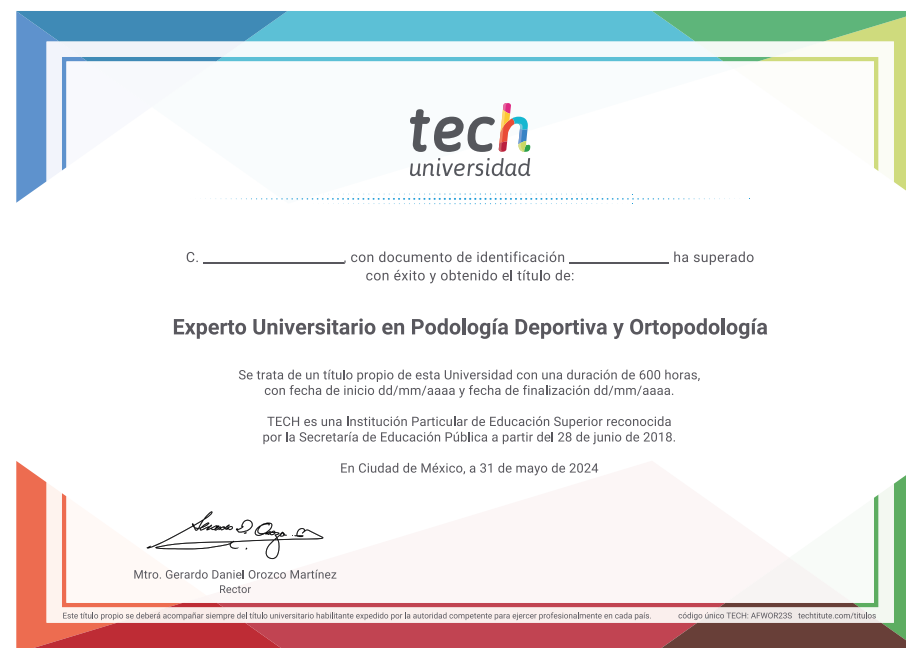 tech
universidad
C. ____________, con documento de identificación ____________ ha superado
con éxito y obtenido el título de:
Experto Universitario en Podología Deportiva y Ortopodología
Se trata de un título propio de esta Universidad con una duración de 600 horas,
con fecha de inicio dd/mm/aaaa y fecha de finalización dd/mm/aaaa.
TECH es una Institución Particular de Educación Superior reconocida
por la Secretaría de Educación Pública a partir del 28 de junio de 2018.
En Ciudad de México, a 31 de mayo de 2024
Mtro. Gerardo Daniel Orozco Martínez
Rector
Este título propio se deberá acompañar siempre del título universitario habilitante expedido por la autoridad competente para ejercer profesionalmente en cada país. código único TECH: AFWOR23S techtitute.com/titulos